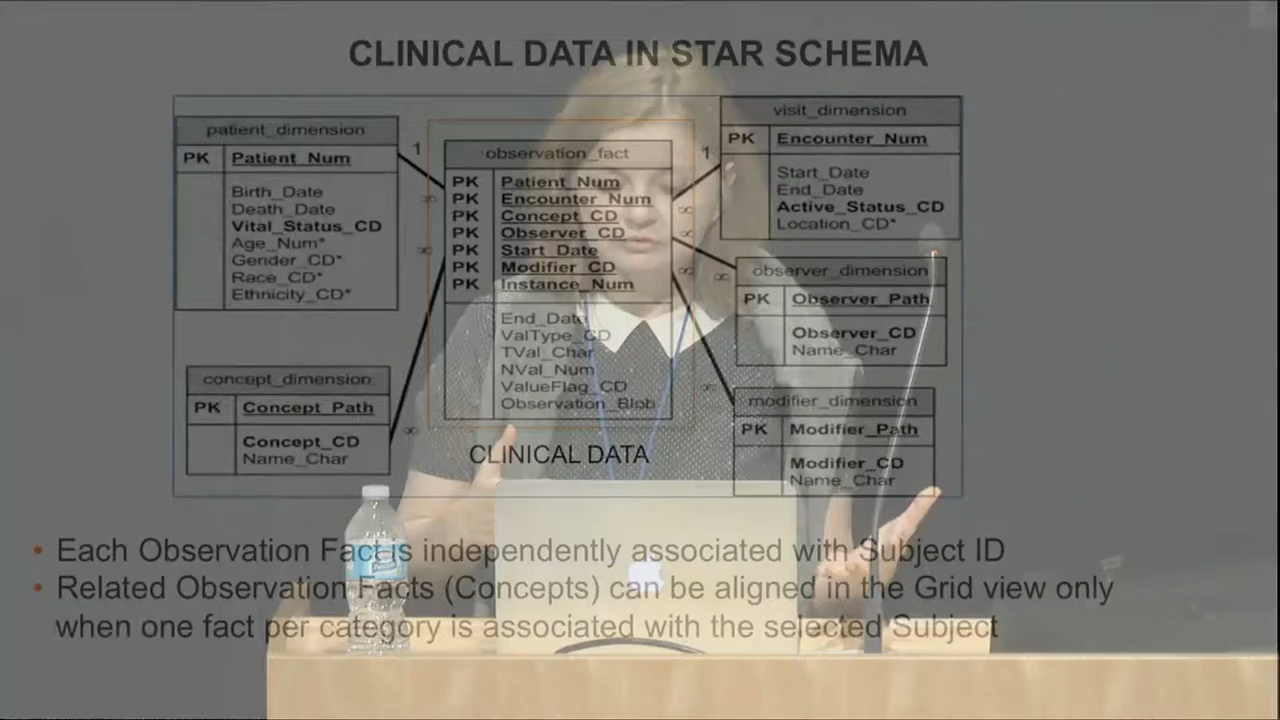 CLINICAL DATA IN STAR SCHEMA
patient_dimension
PK Patient_Num
Birth_Date
Death_Date
Vital_Status_CD
Age_Num*
Gender_CD*
Race_CD*
Ethnicity_CD*
concept_dimension
PK Concept_Path
Concept_CD
Name_Char
1
∞
∞
∞
observation_fact
PK Patient_Num
PK Encounter_Num
PK Concept_CD
PK Observer_CD
PK Start_Date
PK Modifier_CD
PK Instance_Num
End_Date
ValType_CD
TVal_Char
NVal_Num
ValueFlag_CD
Observation_Blob
CLINICAL DATA
1
∞
∞
∞
∞
visit_dimension
PK Encounter_Num
Start_Date
End_Date
Active_Status_CD
Location_CD*
observer_dimension
PK Observer_Path
Observer_CD
Name_Char
modifier_dimension
PK Modifier_Path
Modifier_CD
Name_Char
• Each Observation Fact is independently associated with Subject ID
• Related Observation Facts (Concepts) can be aligned in the Grid view only
when one fact per category is associated with the selected Subject